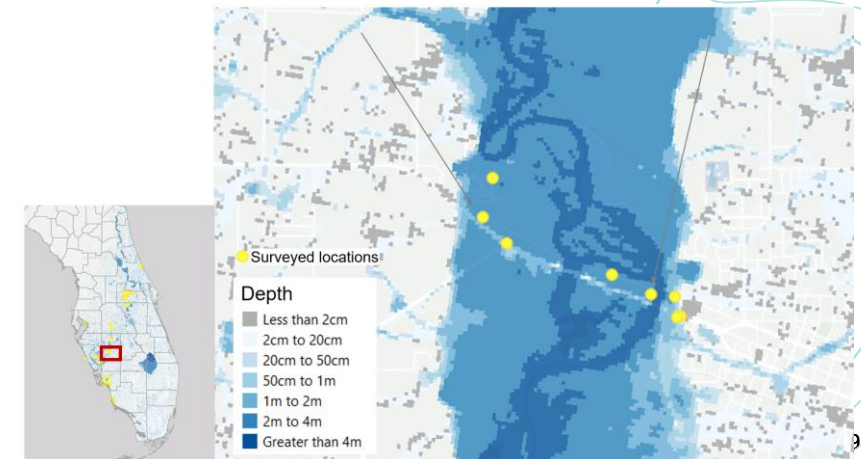 Surveyed locations
Depth
Less than 2cm
2cm to 20cm
20cm to 50cm
50cm to 1m
1m to 2m
2m to 4m
Greater than 4m
9